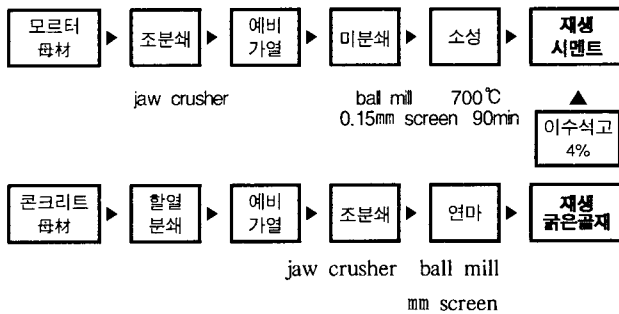 모르터
母材
조분쇄
예비
가열
미분쇄
소성
재생
시멘트
jaw crusher
ball mill 700℃
0.15mm screen 90min
이수석고
4%
콘크리트
母材
할열
분쇄
예비
가열
조분쇄
연마
재생
굵은골재
jaw crusher ball mill
mm screen